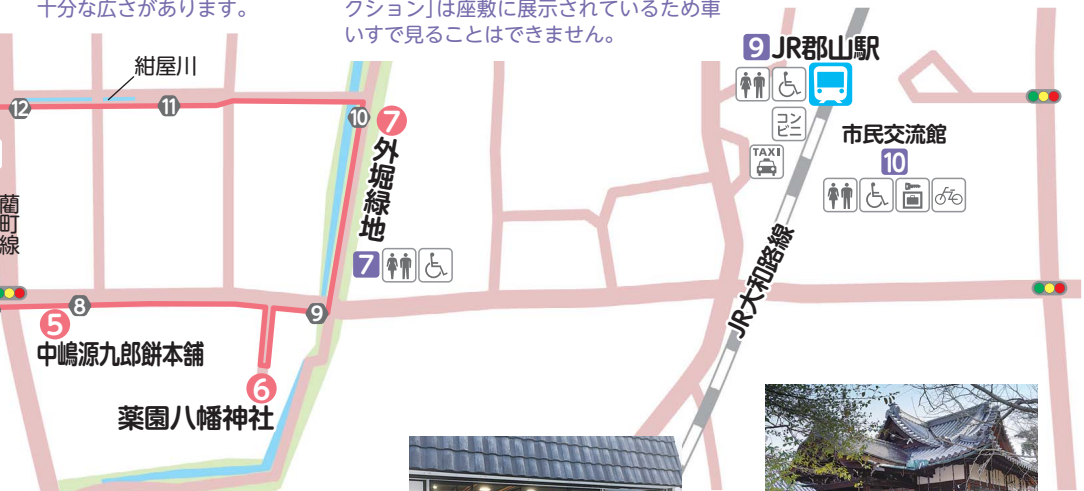 十分な広さがあります。
クション」は座敷に展示されているため車
いすで見ることはできません。
紺屋川
12
11
10
7
外堀緑地
7
9 JR郡山駅
コン
ビニ
TAXI
市民交流館
10
JR大和路線
藺町線
8
9
5
中嶋源九郎餅本舗
6
薬園八幡神社